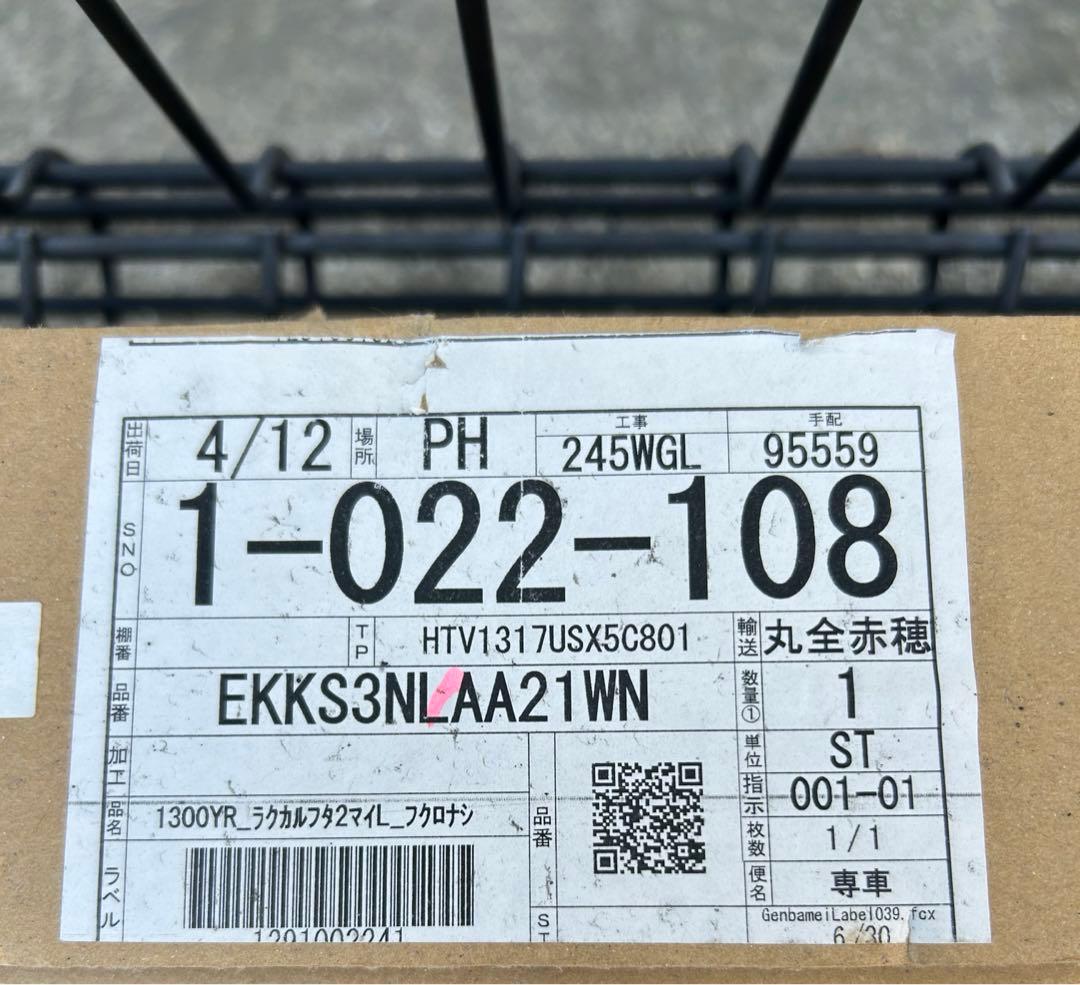 出荷日 4/12 場所 PH 工事 245WGL 手配 95559
SNO 1-022-108
棚番 TP HTV1317USX5C801 輸送 丸全赤穂
品番 EKKS3NLAA21WN 数量① 1
加工 単位 ST
指示 001-01
品名 1300YR_ラクカルフタ2マイL_フクロナシ 品番 枚数 1/1
ラベル 便名 専車
1291002241 ST GenbameiLabel039.fcx
6/30